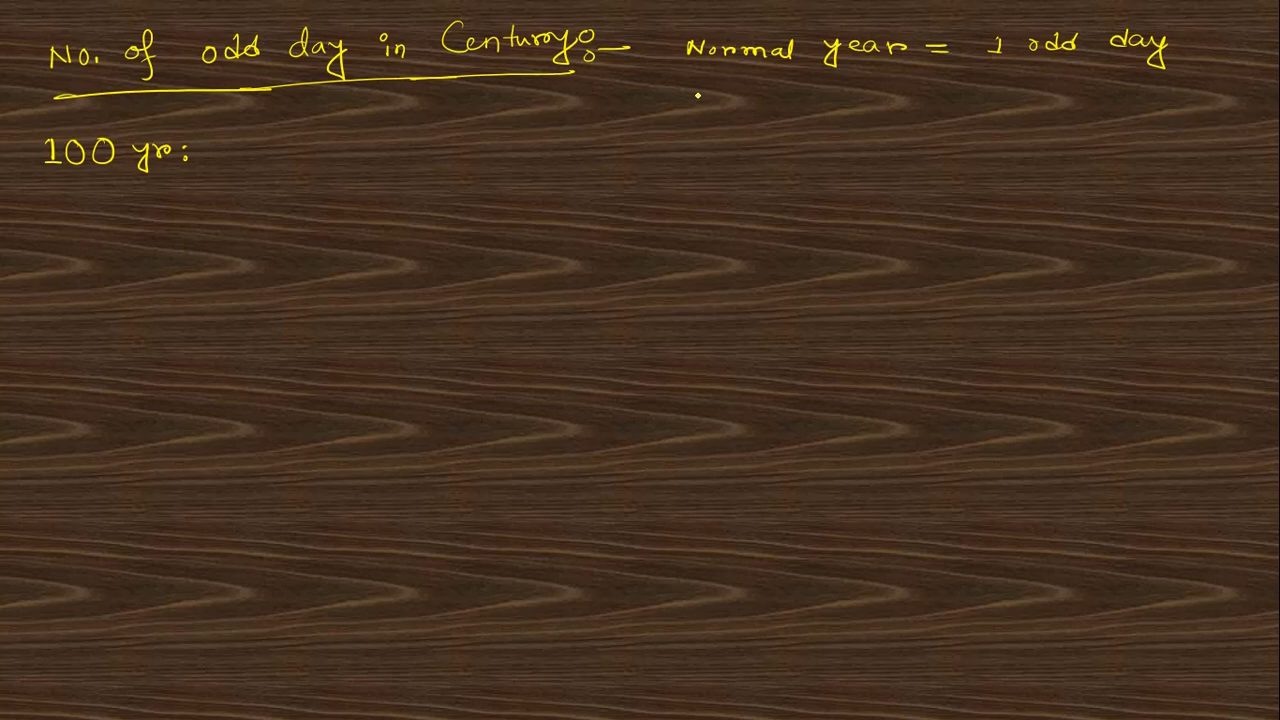 No. of odd day in Century:— Normal year = 1 odd day
100 yr: